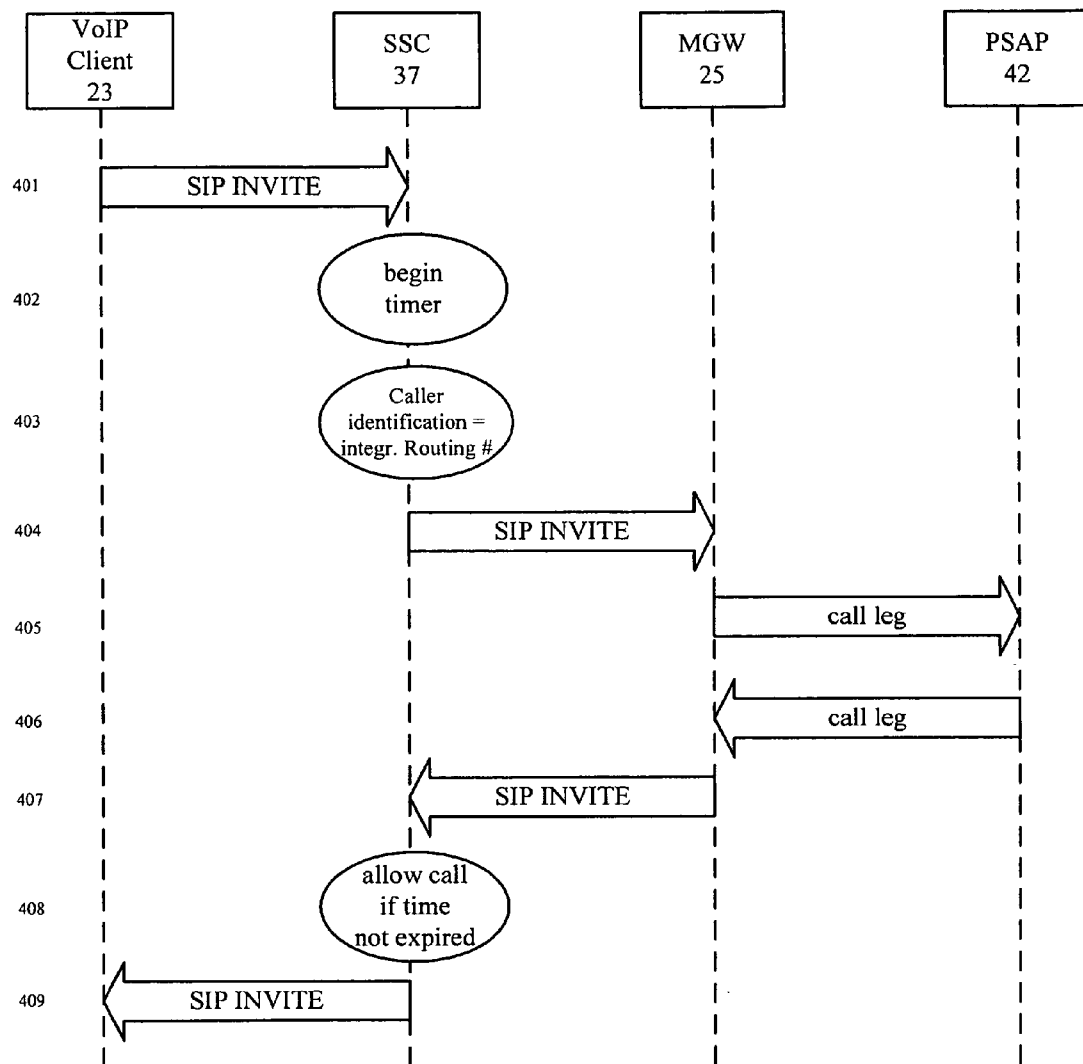 VoIP
Client
23
SSC
37
MGW
25
PSAP
42
401
SIP INVITE
402
begin
timer
403
Caller
identification =
integr. Routing #
404
SIP INVITE
405
call leg
406
call leg
407
SIP INVITE
408
allow call
if time
not expired
409
SIP INVITE